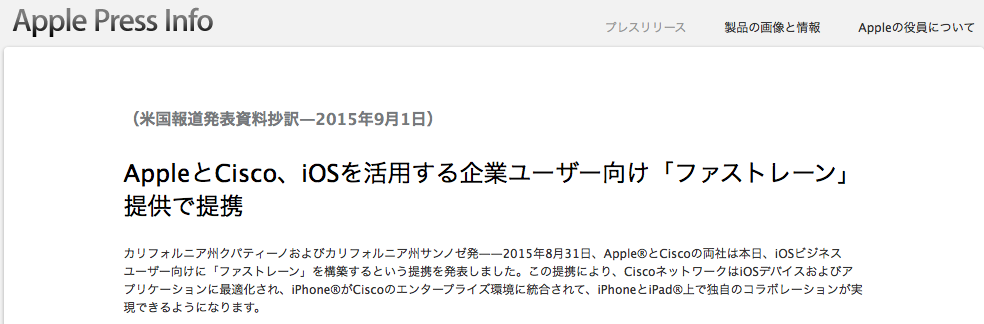 Apple Press Info
プレスリリース 製品の画像と情報 Appleの役員について
（米国報道発表資料抄訳—2015年9月1日）
AppleとCisco、iOSを活用する企業ユーザー向け「ファストレーン」
提供で提携
カリフォルニア州クパティーノおよびカリフォルニア州サンノゼ発——2015年8月31日、Apple®とCiscoの両社は本日、iOSビジネス
ユーザー向けに「ファストレーン」を構築するという提携を発表しました。この提携により、CiscoネットワークはiOSデバイスおよびア
プリケーションに最適化され、iPhone®がCiscoのエンタープライズ環境に統合されて、iPhoneとiPad®上で独自のコラボレーションが実
現できるようになります。